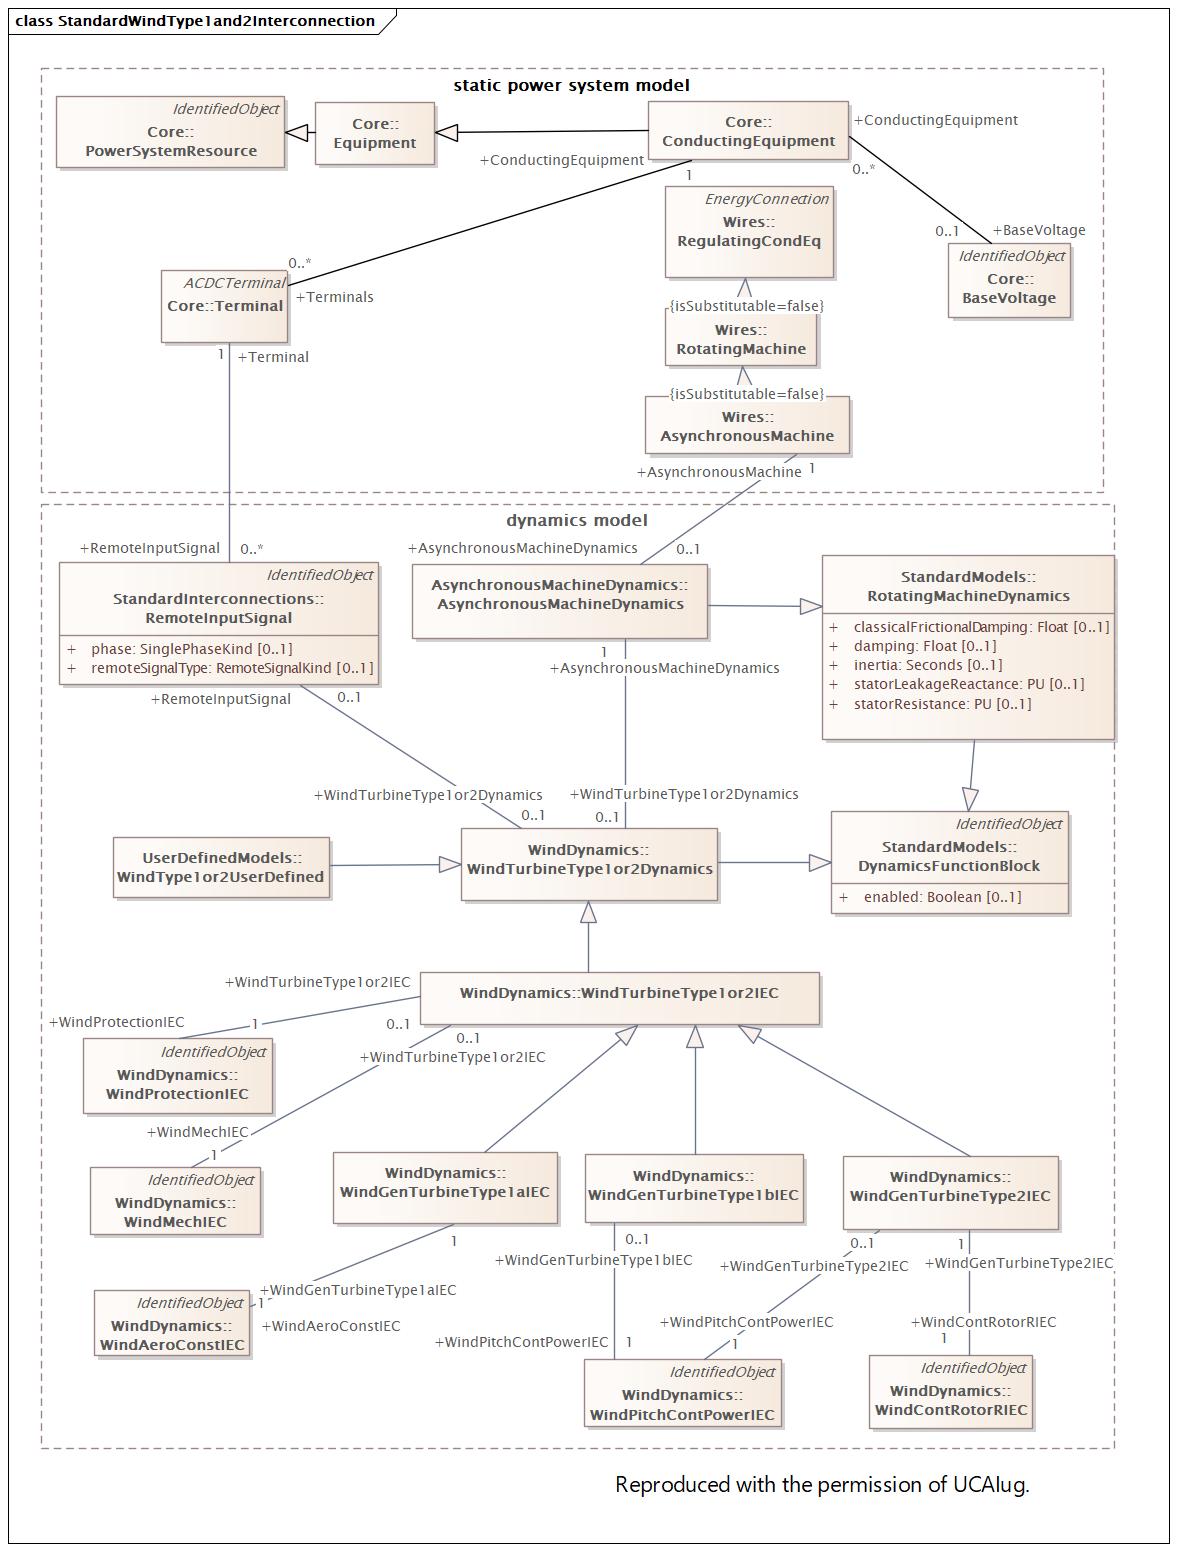 class StandardWindType1and2Interconnection
static power system model
IdentifiedObject
Core::
PowerSystemResource
Core::
Equipment
Core::
ConductingEquipment
+ConductingEquipment
0..*
+ConductingEquipment
1
EnergyConnection
Wires::
RegulatingCondEq
0..1
+BaseVoltage
IdentifiedObject
Core::
BaseVoltage
0..*
+Terminals
ACDCTerminal
Core::Terminal
{isSubstitutable=false}
Wires::
RotatingMachine
1
+Terminal
{isSubstitutable=false}
Wires::
AsynchronousMachine
+AsynchronousMachine
1
dynamics model
+RemoteInputSignal
0..*
+AsynchronousMachineDynamics
0..1
IdentifiedObject
StandardInterconnections::
RemoteInputSignal
+ phase: SinglePhaseKind [0..1]
+ remoteSignalType: RemoteSignalKind [0..1]
AsynchronousMachineDynamics::
AsynchronousMachineDynamics
StandardModels::
RotatingMachineDynamics
+ classicalFrictionalDamping: Float [0..1]
+ damping: Float [0..1]
+ inertia: Seconds [0..1]
+ statorLeakageReactance: PU [0..1]
+ statorResistance: PU [0..1]
1
+AsynchronousMachineDynamics
+RemoteInputSignal
0..1
+WindTurbineType1or2Dynamics
0..1
+WindTurbineType1or2Dynamics
0..1
UserDefinedModels::
WindType1or2UserDefined
WindDynamics::
WindTurbineType1or2Dynamics
IdentifiedObject
StandardModels::
DynamicsFunctionBlock
+ enabled: Boolean [0..1]
WindDynamics::WindTurbineType1or2IEC
+WindTurbineType1or2IEC
0..1
+WindProtectionIEC
1
0..1
+WindTurbineType1or2IEC
IdentifiedObject
WindDynamics::
WindProtectionIEC
+WindMechIEC
1
IdentifiedObject
WindDynamics::
WindMechIEC
WindDynamics::
WindGenTurbineType1aIEC
WindDynamics::
WindGenTurbineType1bIEC
WindDynamics::
WindGenTurbineType2IEC
1
+WindGenTurbineType1aIEC
0..1
+WindGenTurbineType1bIEC
0..1
+WindGenTurbineType2IEC
1
+WindGenTurbineType2IEC
1
+WindAeroConstIEC
IdentifiedObject
WindDynamics::
WindAeroConstIEC
+WindPitchContPowerIEC
1
+WindPitchContPowerIEC
1
+WindContRotorRIEC
1
IdentifiedObject
WindDynamics::
WindPitchContPowerIEC
IdentifiedObject
WindDynamics::
WindContRotorRIEC
Reproduced with the permission of UCAIug.